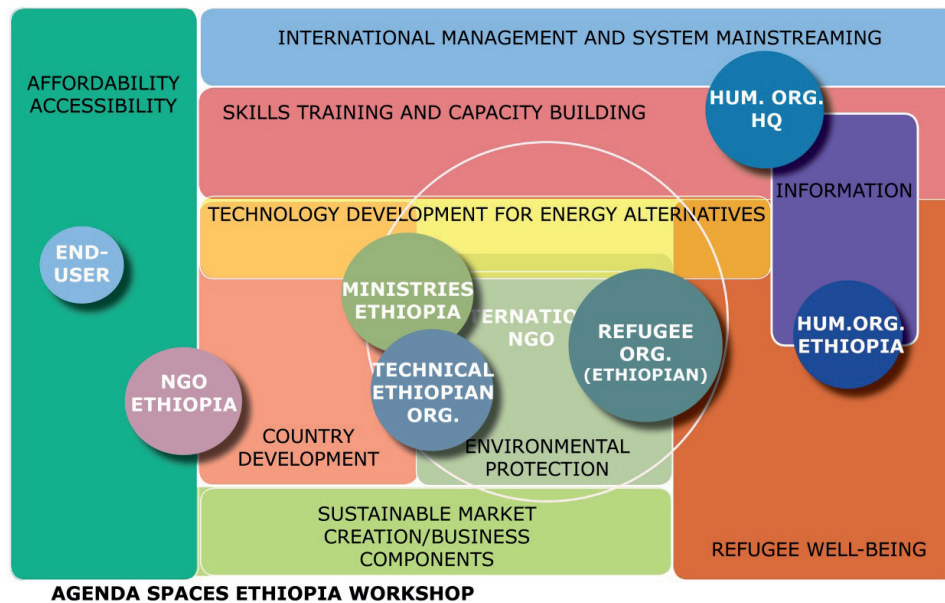 INTERNATIONAL MANAGEMENT AND SYSTEM MAINSTREAMING
AFFORDABILITY
ACCESSIBILITY
SKILLS TRAINING AND CAPACITY BUILDING
HUM. ORG.
HQ
INFORMATION
TECHNOLOGY DEVELOPMENT FOR ENERGY ALTERNATIVES
END-
USER
MINISTRIES
ETHIOPIA
TERNATIO
NGO
REFUGEE
ORG.
(ETHIOPIAN)
HUM.ORG.
ETHIOPIA
NGO
ETHIOPIA
TECHNICAL
ETHIOPIAN
ORG.
COUNTRY
DEVELOPMENT
ENVIRONMENTAL
PROTECTION
SUSTAINABLE MARKET
CREATION/BUSINESS
COMPONENTS
REFUGEE WELL-BEING
AGENDA SPACES ETHIOPIA WORKSHOP